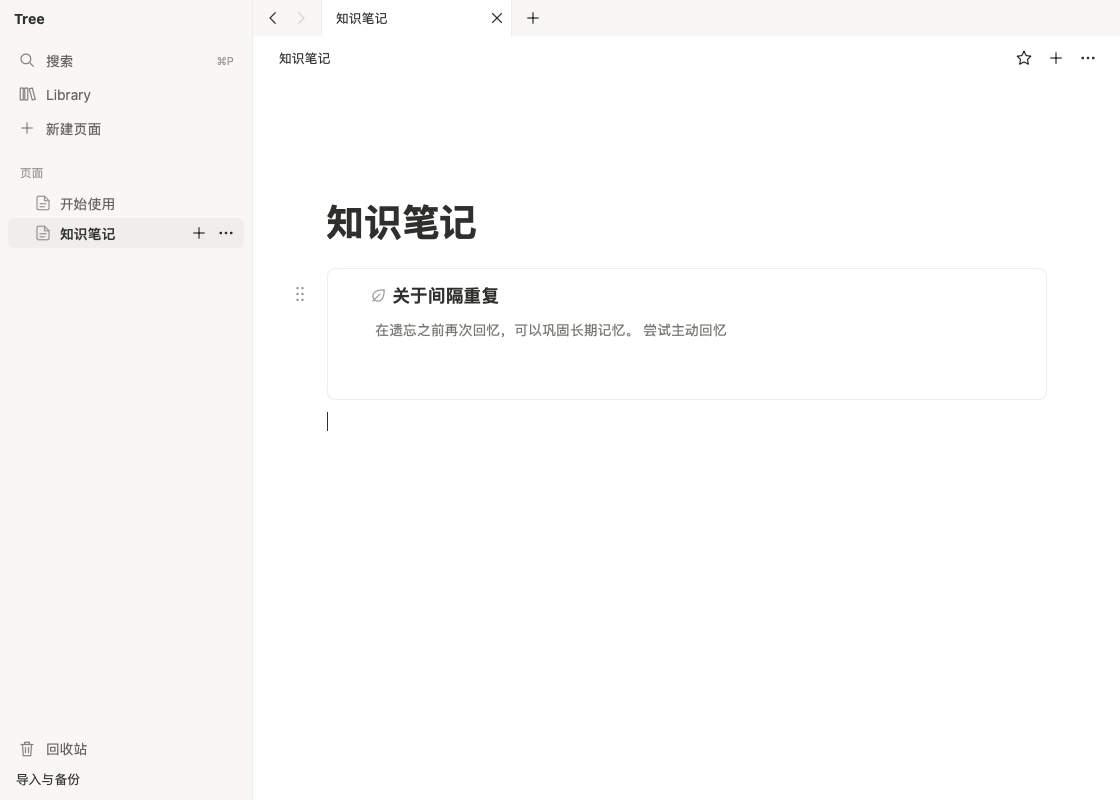 Tree
搜索 ⌘P
Library
新建页面
页面
开始使用
知识笔记
回收站
导入与备份
知识笔记
知识笔记
知识笔记
关于间隔重复
在遗忘之前再次回忆，可以巩固长期记忆。 尝试主动回忆